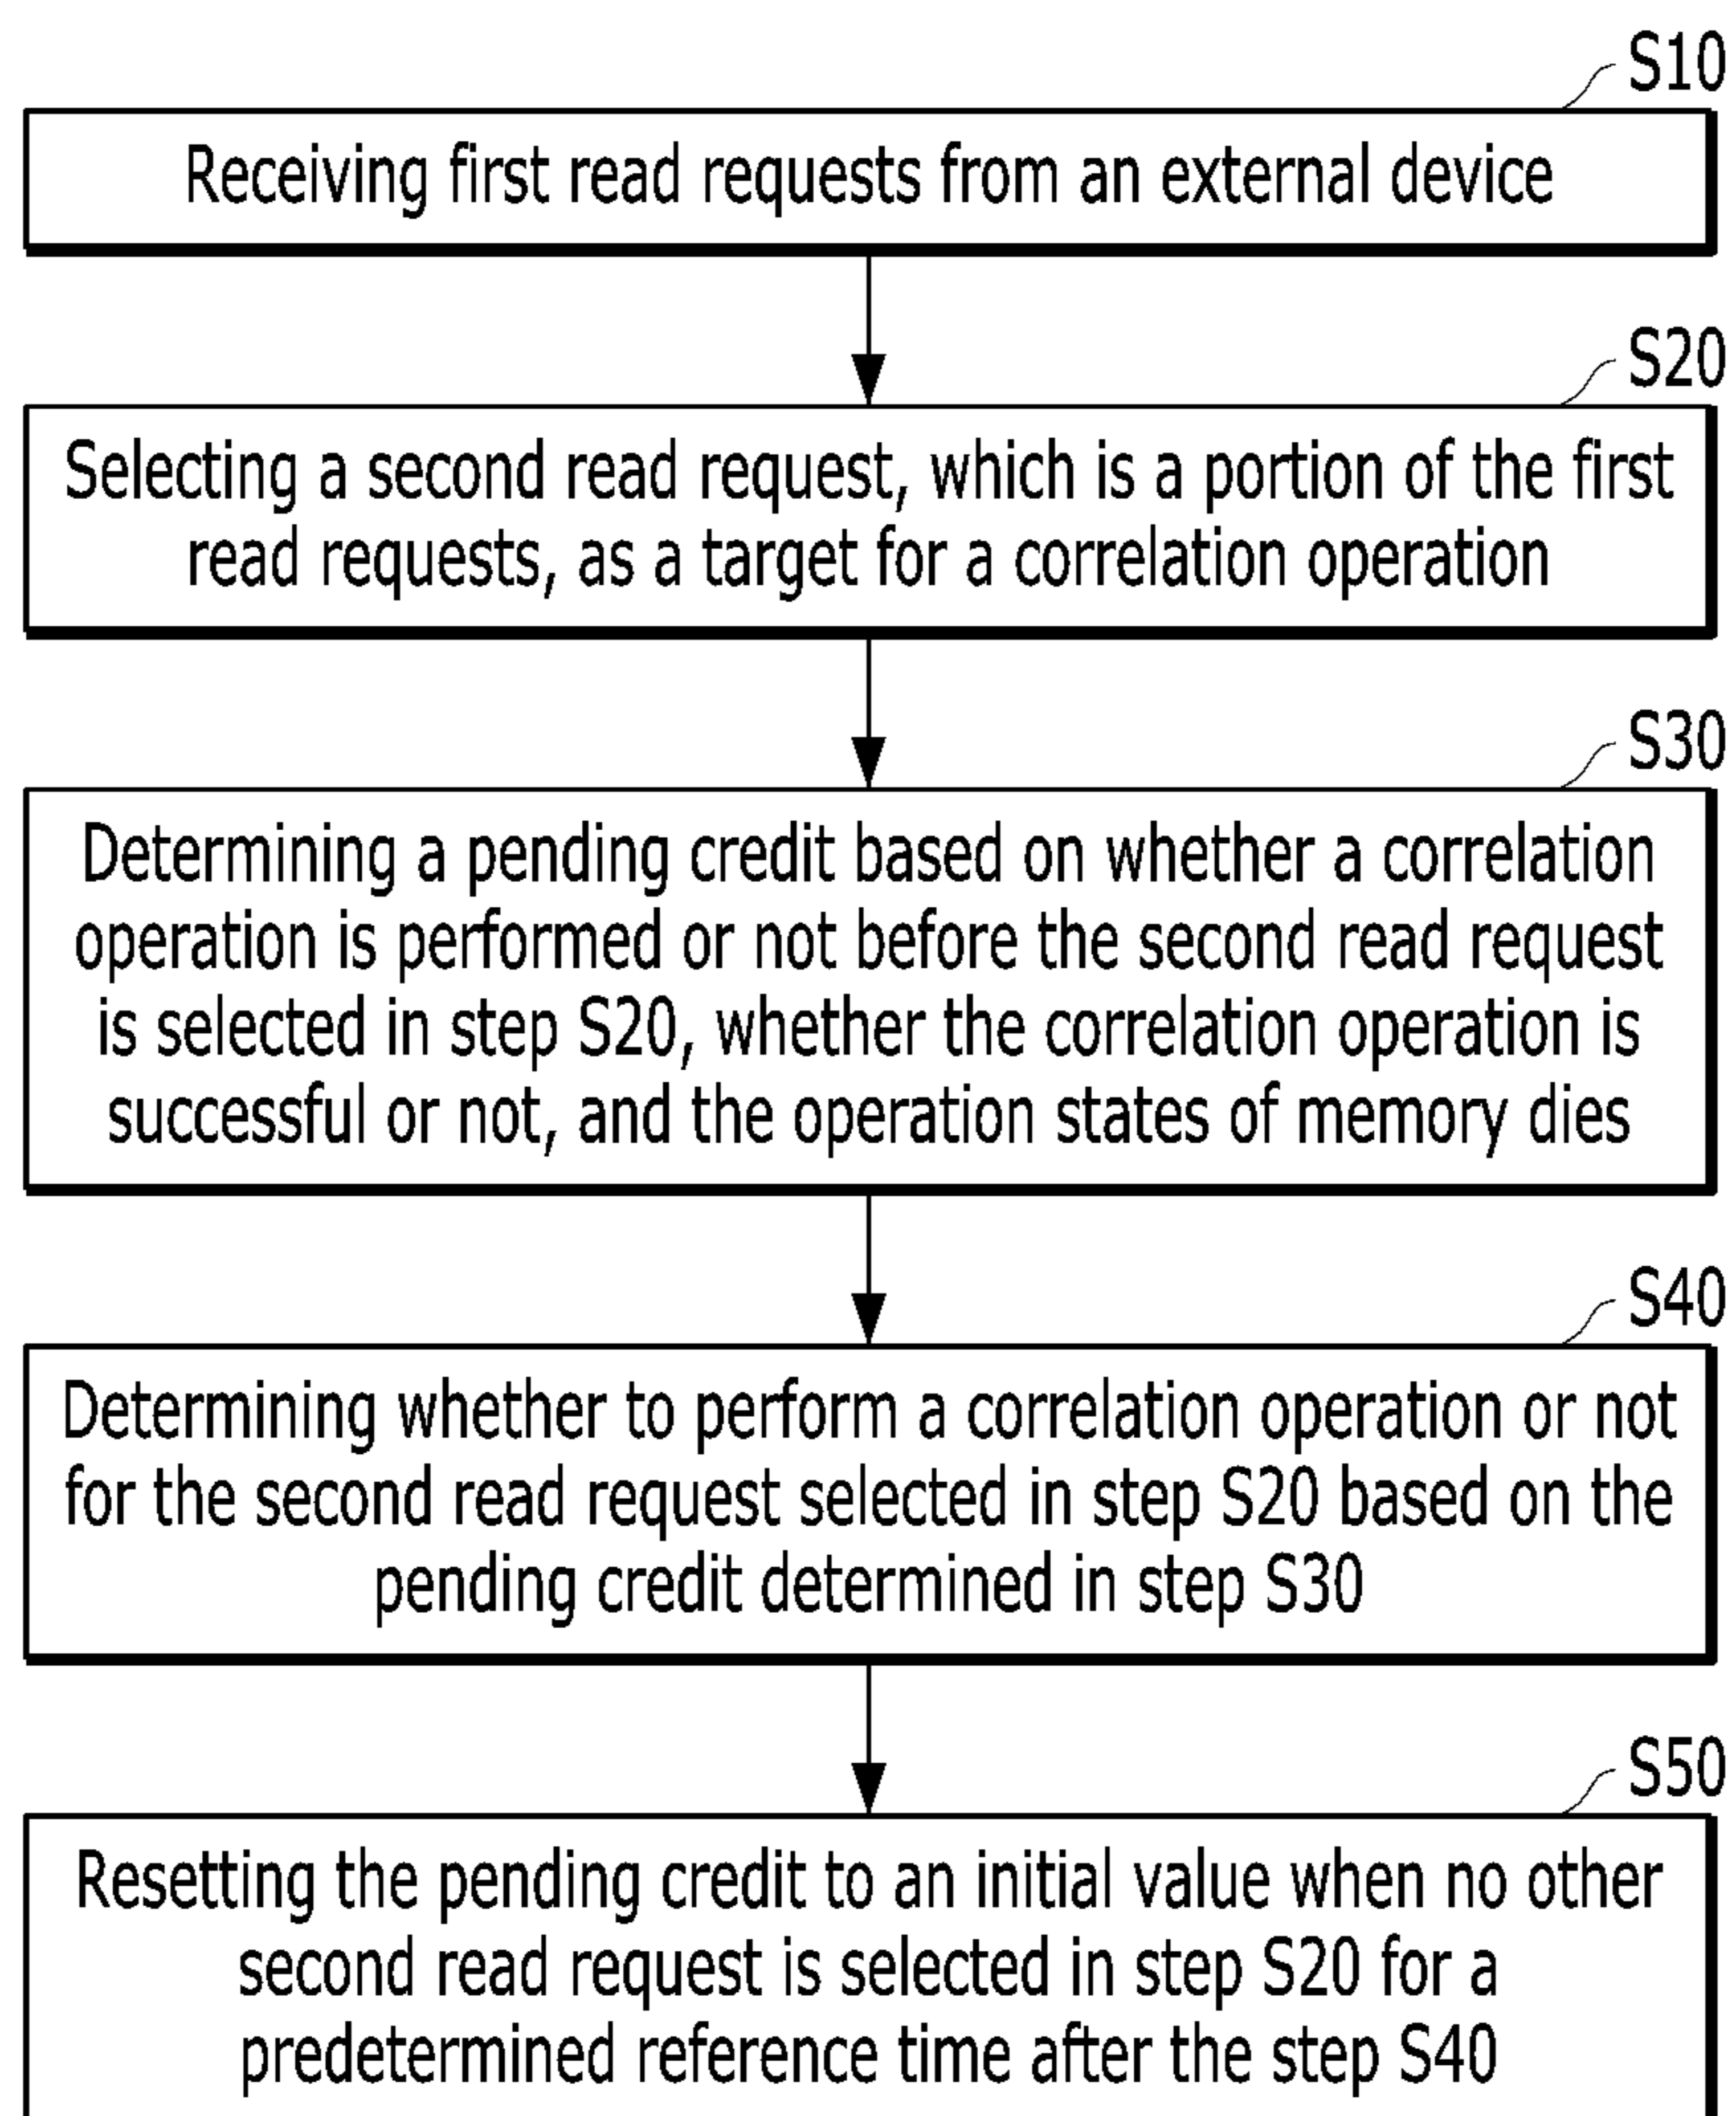 S10
Receiving first read requests from an external device
S20
Selecting a second read request, which is a portion of the first
read requests, as a target for a correlation operation
S30
Determining a pending credit based on whether a correlation
operation is performed or not before the second read request
is selected in step S20, whether the correlation operation is
successful or not, and the operation states of memory dies
S40
Determining whether to perform a correlation operation or not
for the second read request selected in step S20 based on the
pending credit determined in step S30
S50
Resetting the pending credit to an initial value when no other
second read request is selected in step S20 for a
predetermined reference time after the step S40